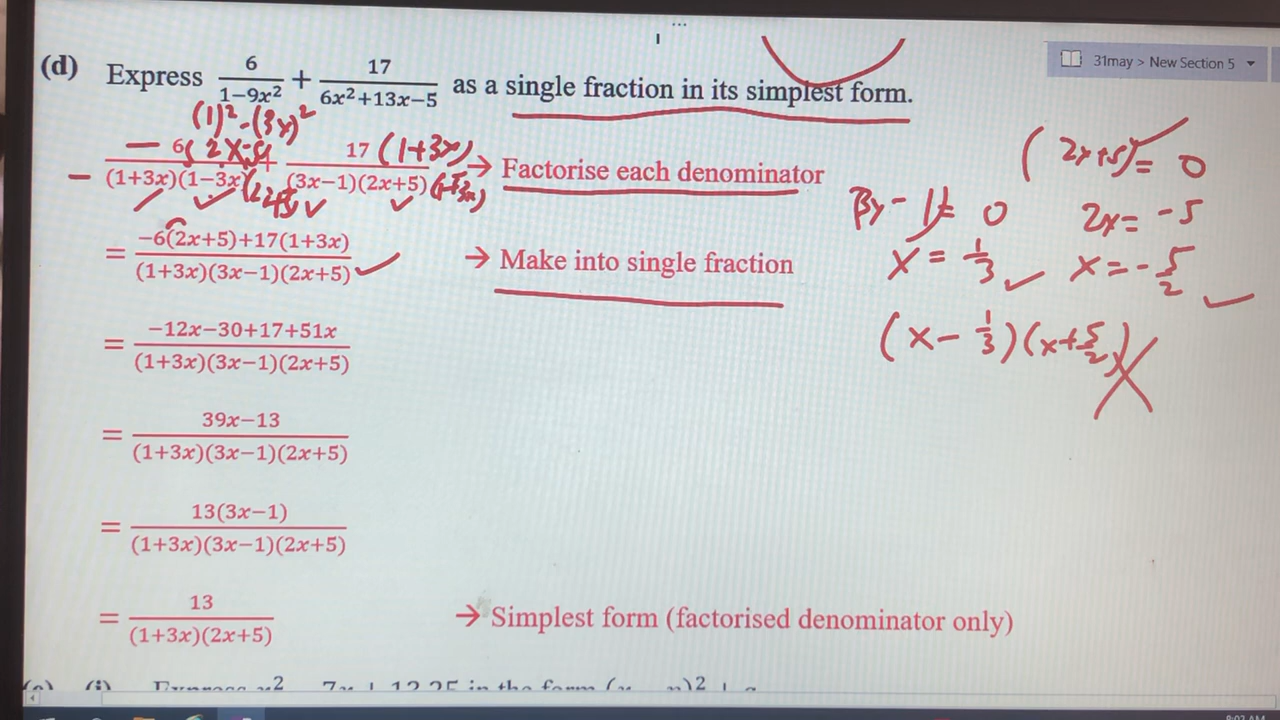 31may > New Section 5
(d) Express 6/(1−9x²) + 17/(6x²+13x−5) as a single fraction in its simplest form.
(1)² - (3x)²
6 17 (1+3x)
(1+3x)(1−3x) (3x−1)(2x+5) → Factorise each denominator
= (−6(2x+5)+17(1+3x))/((1+3x)(3x−1)(2x+5)) → Make into single fraction
= (−12x−30+17+51x)/((1+3x)(3x−1)(2x+5))
= (39x−13)/((1+3x)(3x−1)(2x+5))
= (13(3x−1))/((1+3x)(3x−1)(2x+5))
= 13/((1+3x)(2x+5)) → Simplest form (factorised denominator only)
(2x+5) = 0
2x = -5
x = 1/3 x = -5/2
(x - 1/3)(x + 5/2)